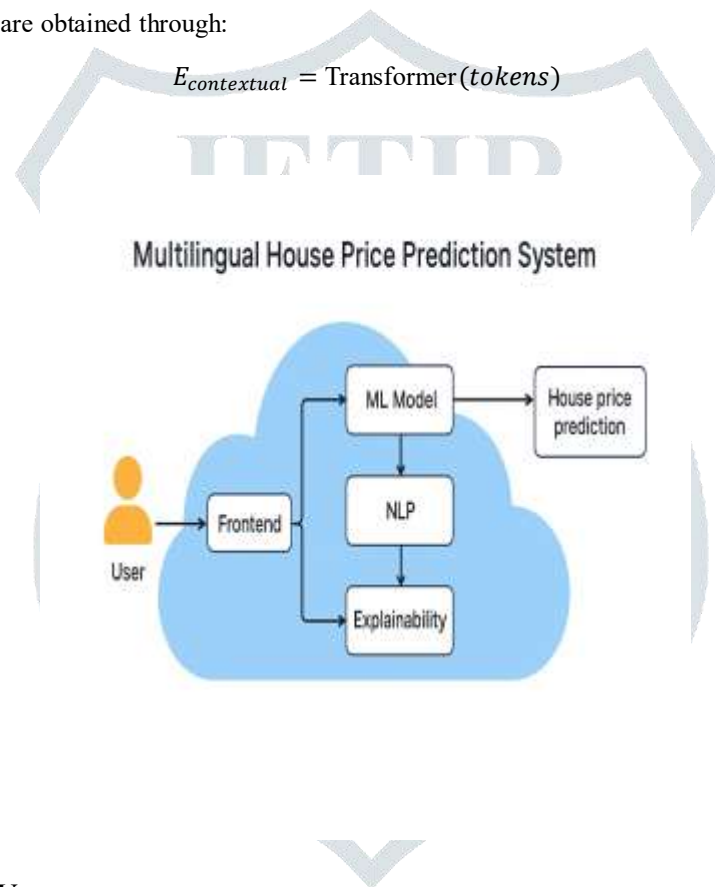 are obtained through:
E_contextual = Transformer(tokens)
JETIR
Multilingual House Price Prediction System
ML Model
House price
prediction
Frontend
NLP
User
Explainability